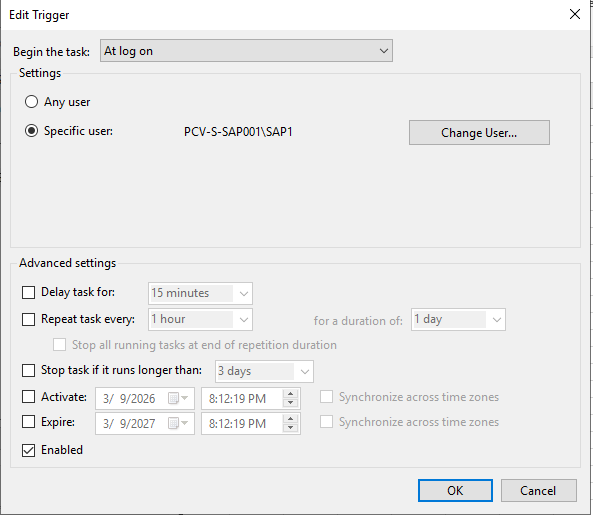 Edit Trigger
Begin the task: At log on
Settings
Any user
Specific user: PCV-S-SAP001\SAP1 Change User...
Advanced settings
Delay task for: 15 minutes
Repeat task every: 1 hour for a duration of: 1 day
Stop all running tasks at end of repetition duration
Stop task if it runs longer than: 3 days
Activate: 3/ 9/2026 8:12:19 PM Synchronize across time zones
Expire: 3/ 9/2027 8:12:19 PM Synchronize across time zones
Enabled
OK Cancel